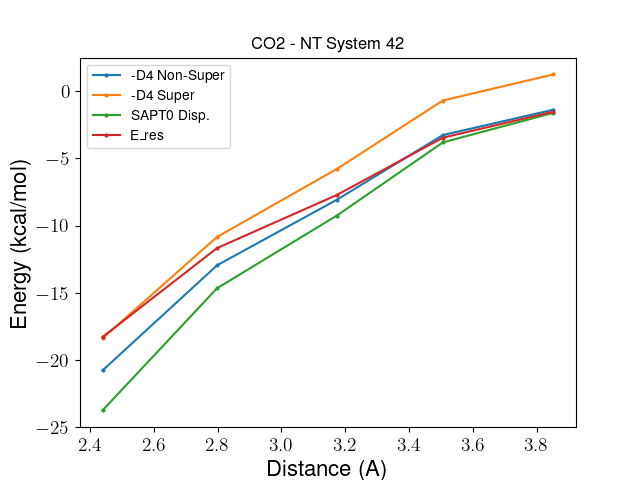 CO2 - NT System 42
-D4 Non-Super
-D4 Super
SAPT0 Disp.
E_res
Energy (kcal/mol)
0
−5
−10
−15
−20
−25
2.4 2.6 2.8 3.0 3.2 3.4 3.6 3.8
Distance (A)